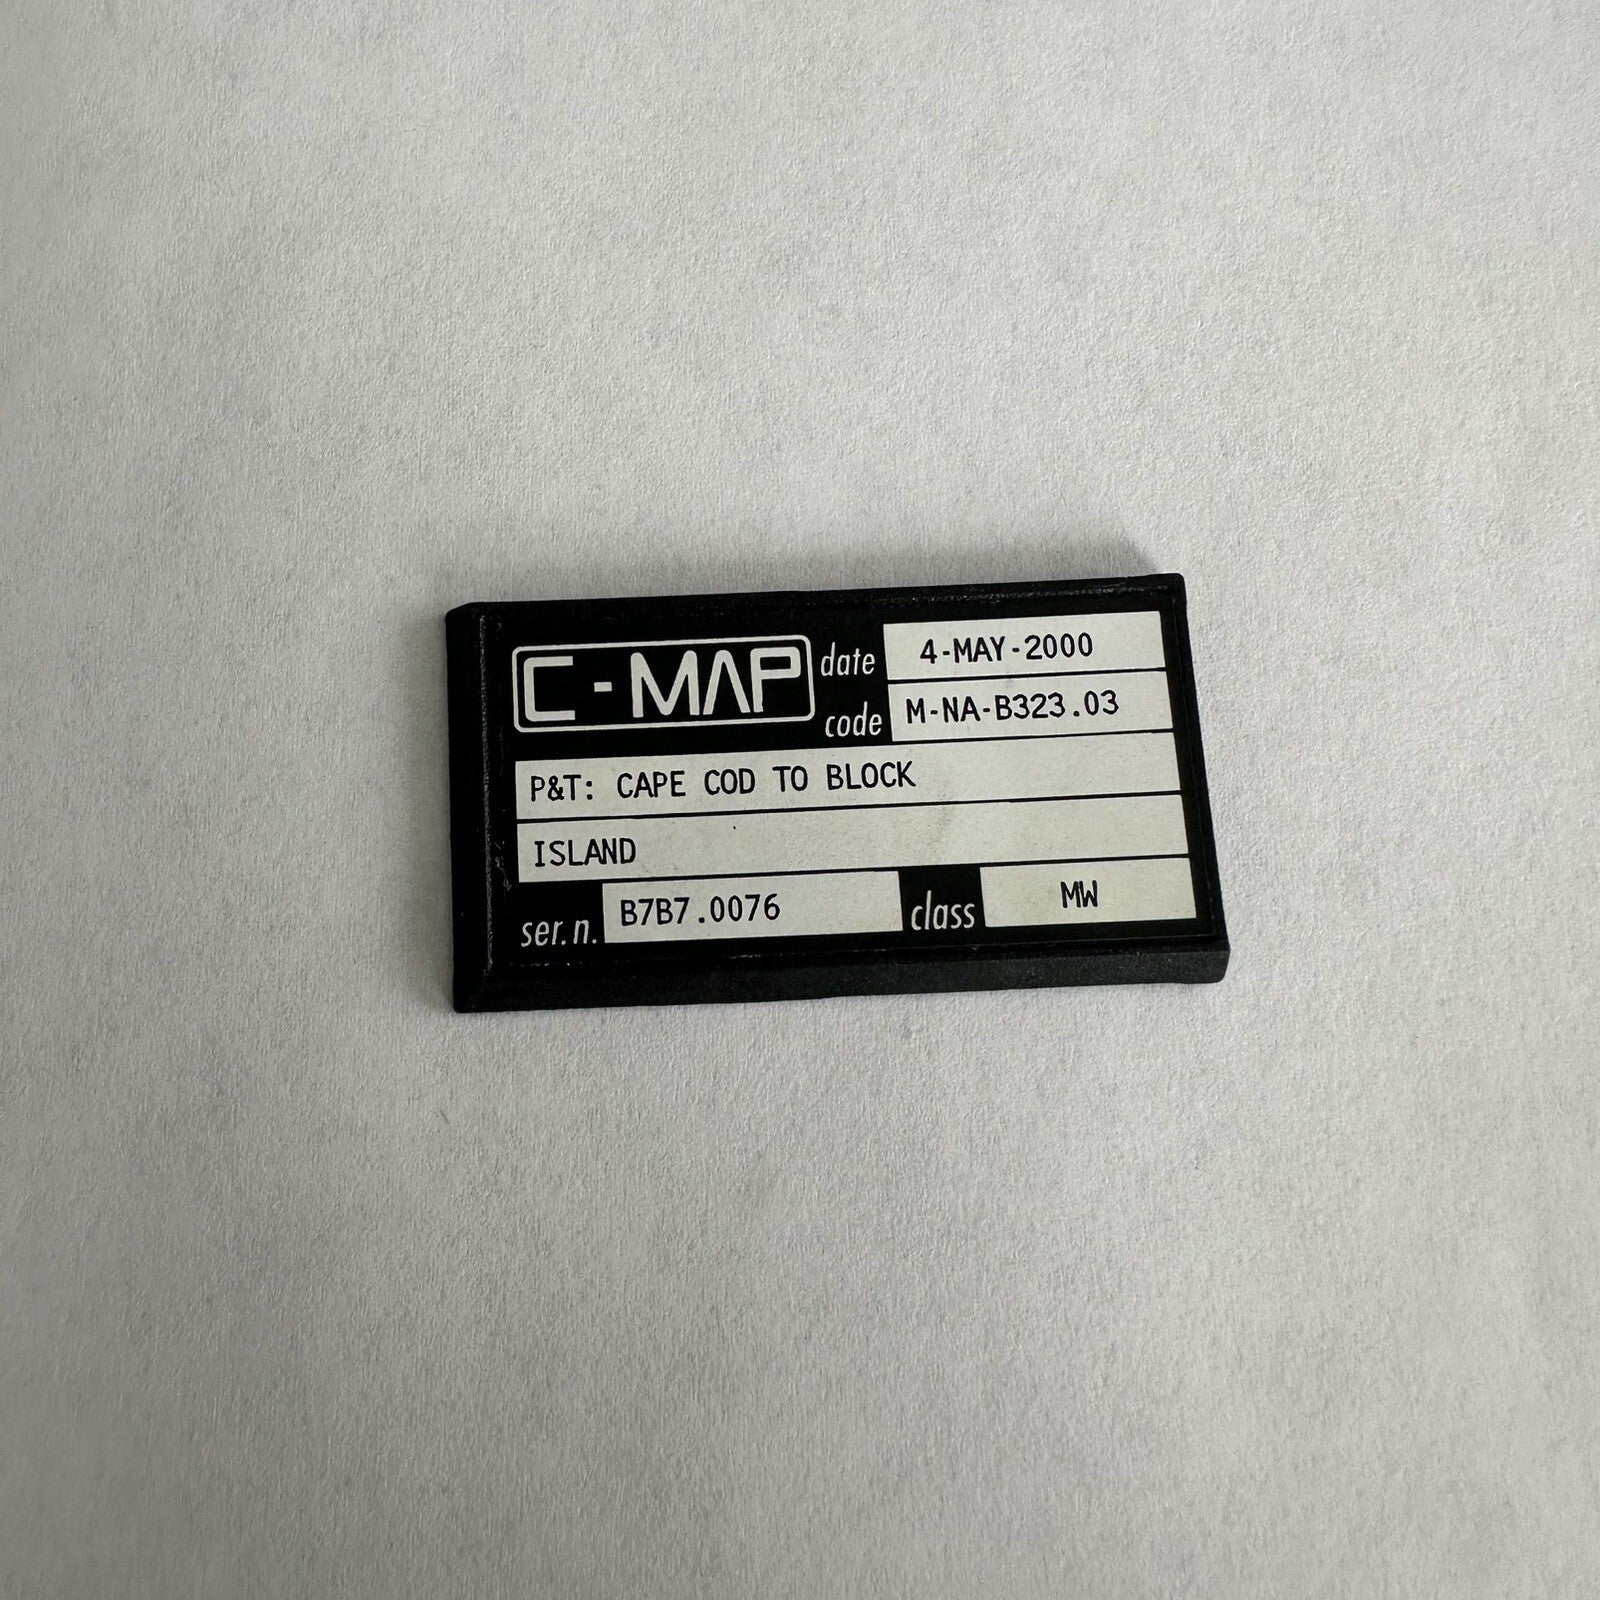 C-MAP date 4-MAY-2000
code M-NA-B323.03
P&T: CAPE COD TO BLOCK
ISLAND
ser.n. B7B7.0076 class MW